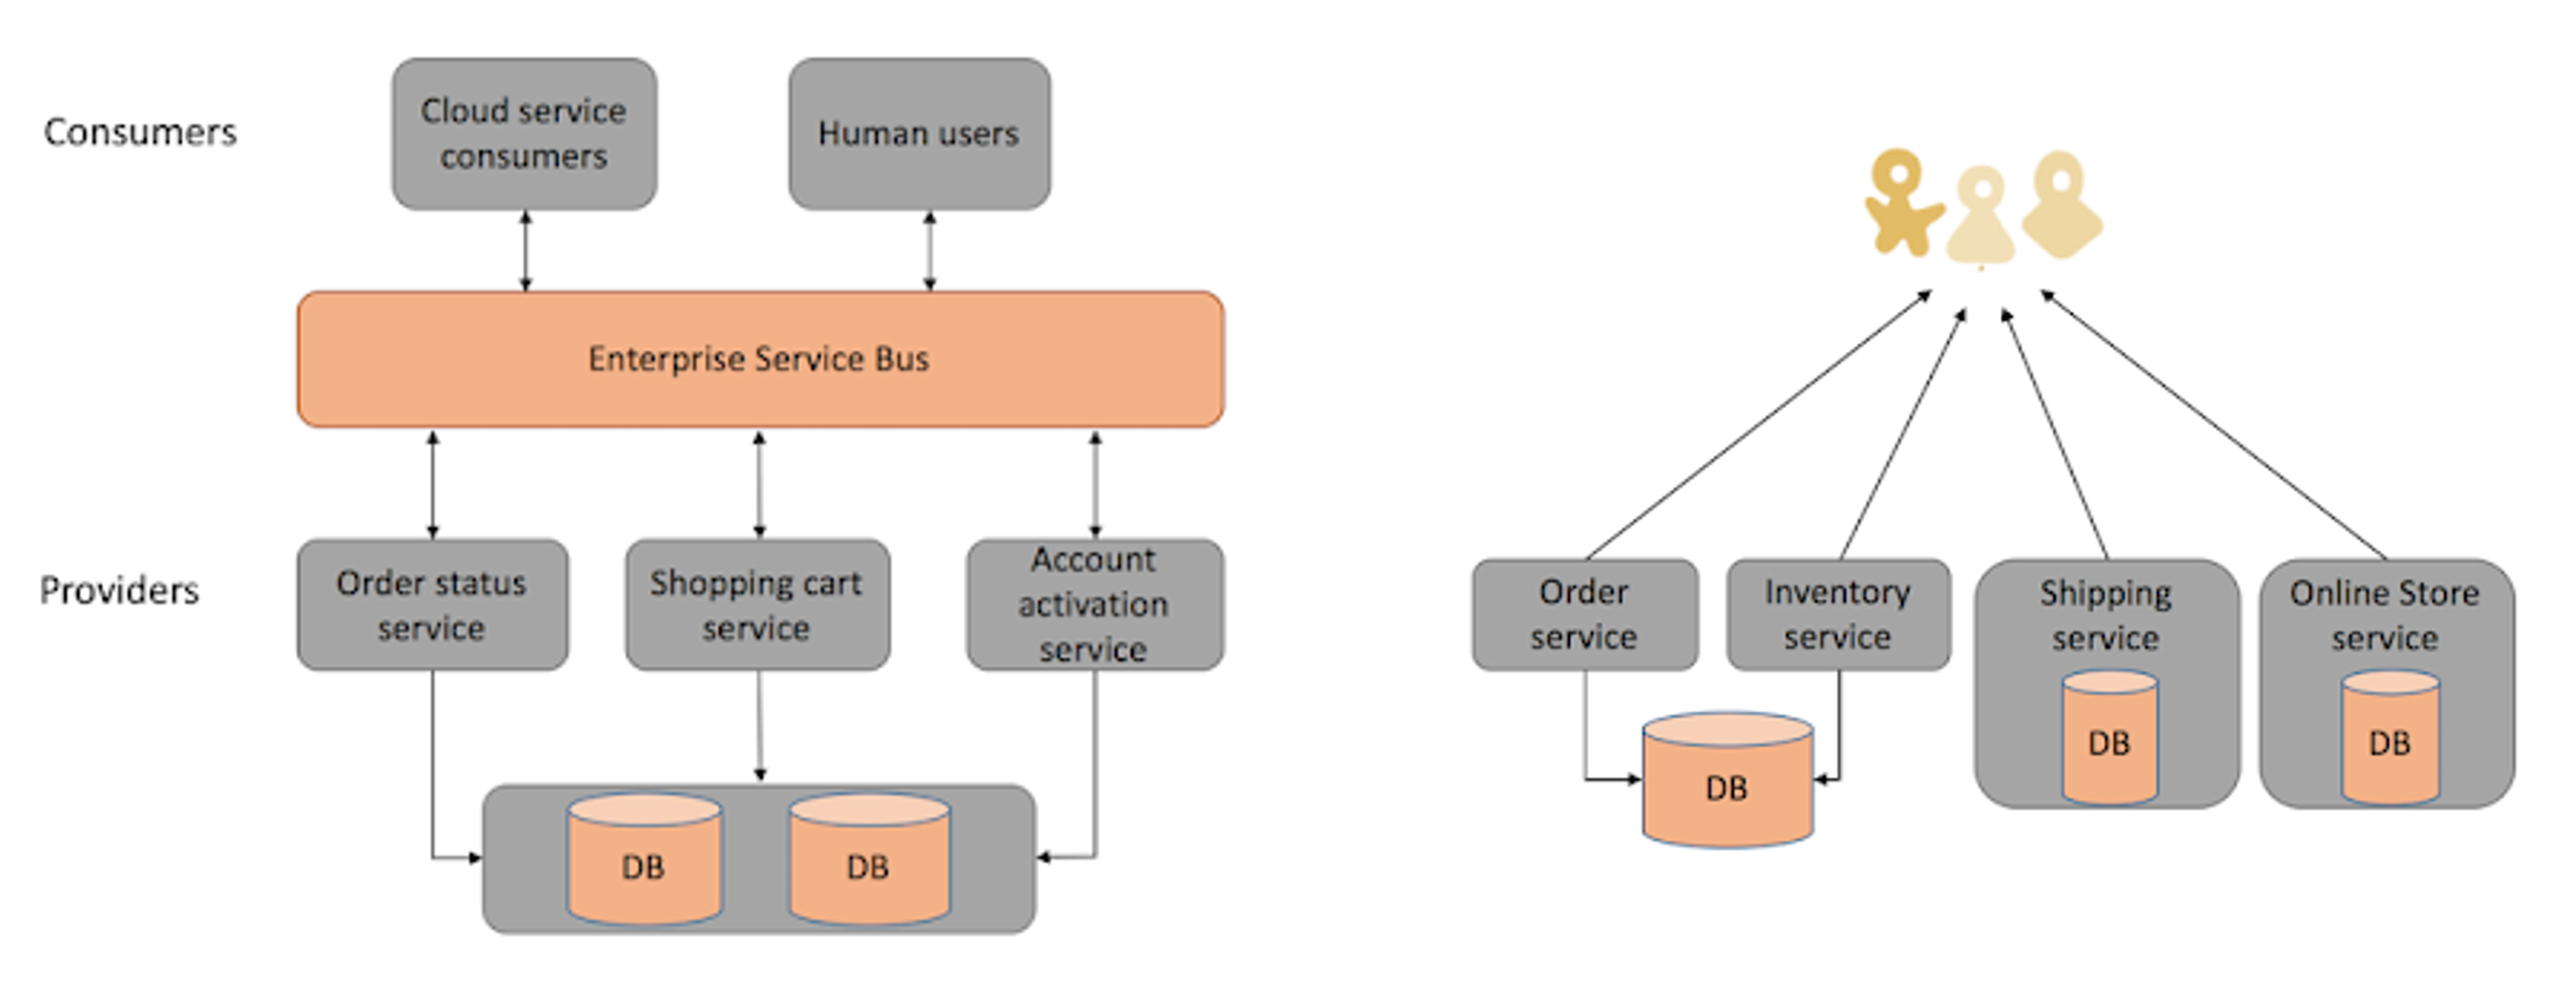 Consumers
Cloud service
consumers
Human users
Enterprise Service Bus
Providers
Order status
service
Shopping cart
service
Account
activation
service
DB
DB
Order
service
Inventory
service
Shipping
service
Online Store
service
DB
DB
DB